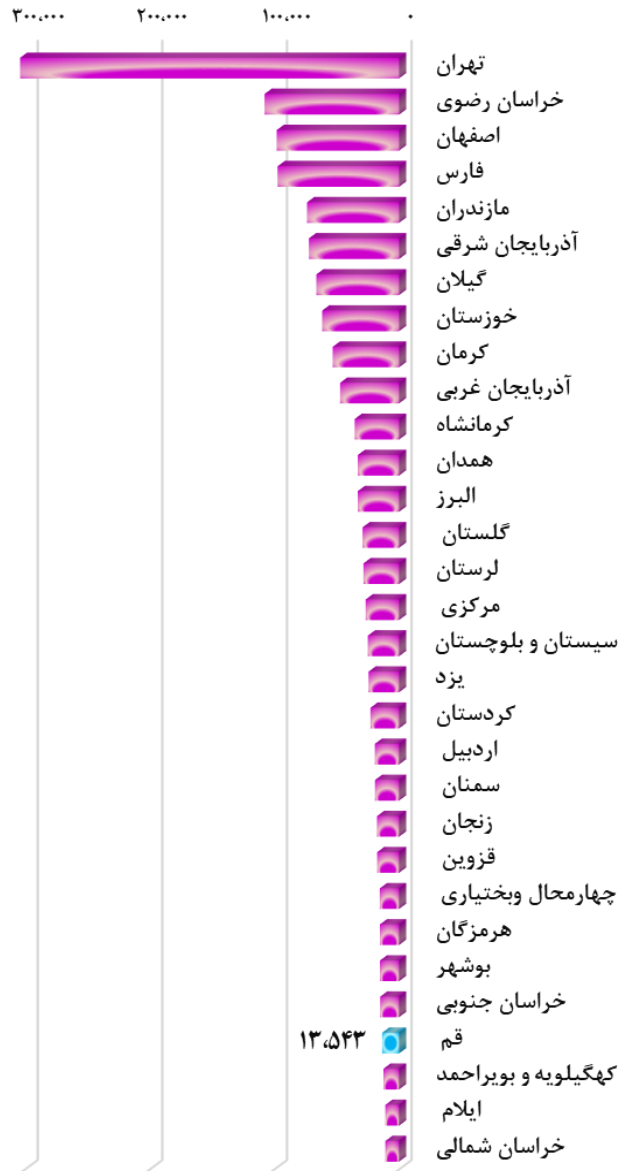 ۳۰۰،۰۰۰ ۲۰۰،۰۰۰ ۱۰۰،۰۰۰ ۰
تهران
خراسان رضوی
اصفهان
فارس
مازندران
آذربایجان شرقی
گیلان
خوزستان
کرمان
آذربایجان غربی
کرمانشاه
همدان
البرز
گلستان
لرستان
مرکزی
سیستان و بلوچستان
یزد
کردستان
اردبیل
سمنان
زنجان
قزوین
چهارمحال وبختیاری
هرمزگان
بوشهر
خراسان جنوبی
قم ۱۳،۵۴۳
کهگیلویه و بویراحمد
ایلام
خراسان شمالی